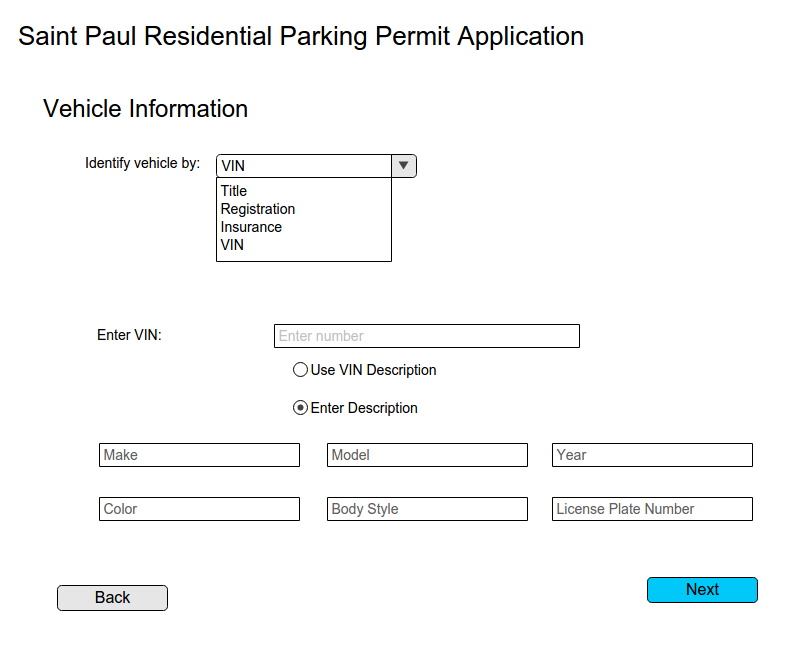 Saint Paul Residential Parking Permit Application
Vehicle Information
Identify vehicle by: VIN
Title
Registration
Insurance
VIN
Enter VIN: Enter number
Use VIN Description
Enter Description
Make Model Year
Color Body Style License Plate Number
Back Next